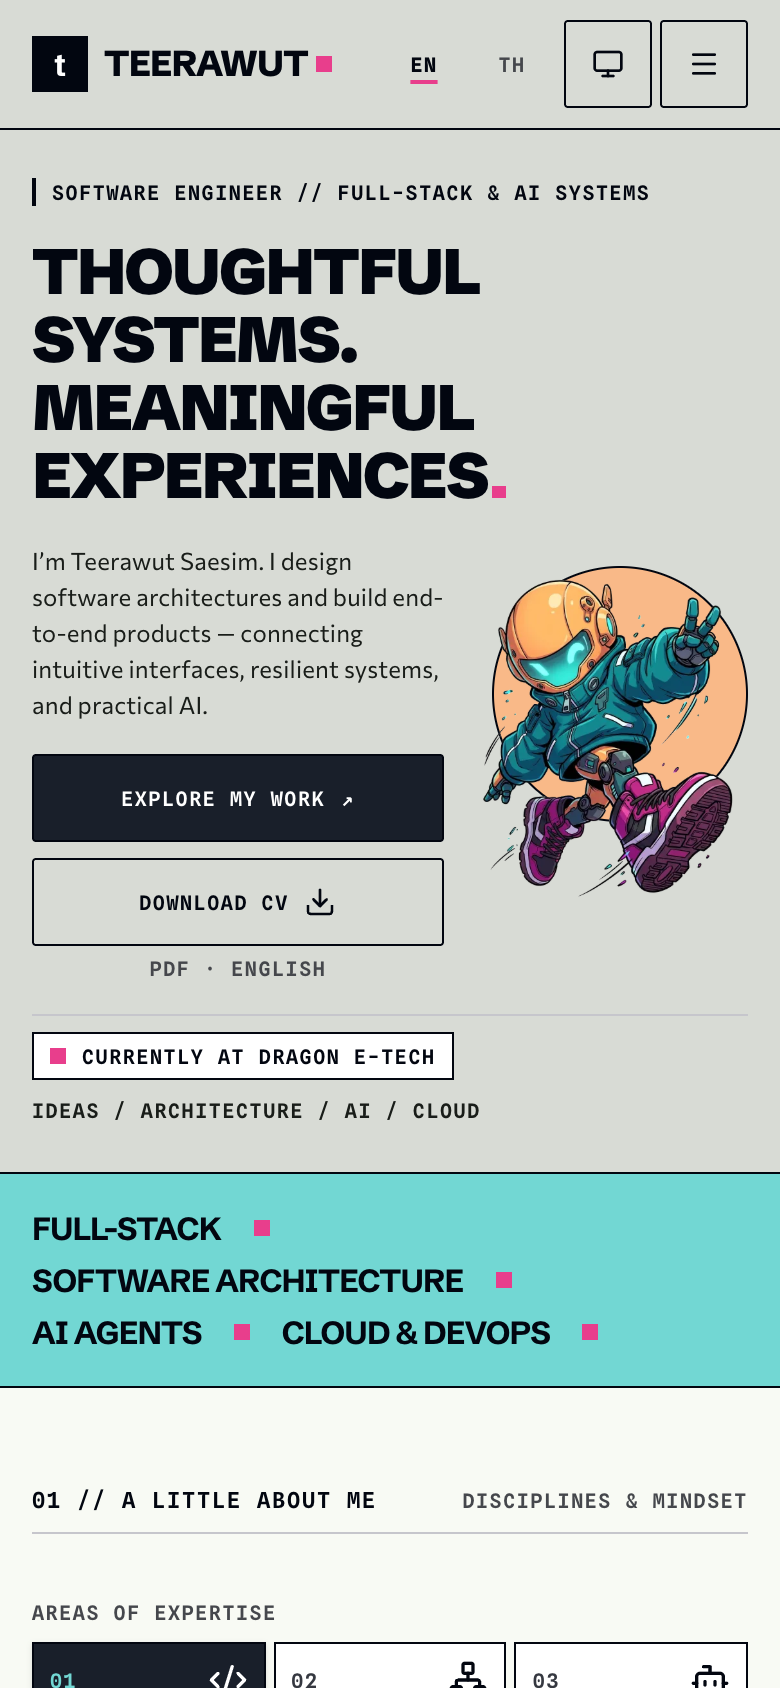 t TEERAWUT EN TH
SOFTWARE ENGINEER // FULL-STACK & AI SYSTEMS
THOUGHTFUL
SYSTEMS.
MEANINGFUL
EXPERIENCES.
I’m Teerawut Saesim. I design
software architectures and build end-
to-end products — connecting
intuitive interfaces, resilient systems,
and practical AI.
EXPLORE MY WORK ↗
DOWNLOAD CV
PDF · ENGLISH
CURRENTLY AT DRAGON E-TECH
IDEAS / ARCHITECTURE / AI / CLOUD
FULL-STACK
SOFTWARE ARCHITECTURE
AI AGENTS CLOUD & DEVOPS
01 // A LITTLE ABOUT ME DISCIPLINES & MINDSET
AREAS OF EXPERTISE
01 02 03